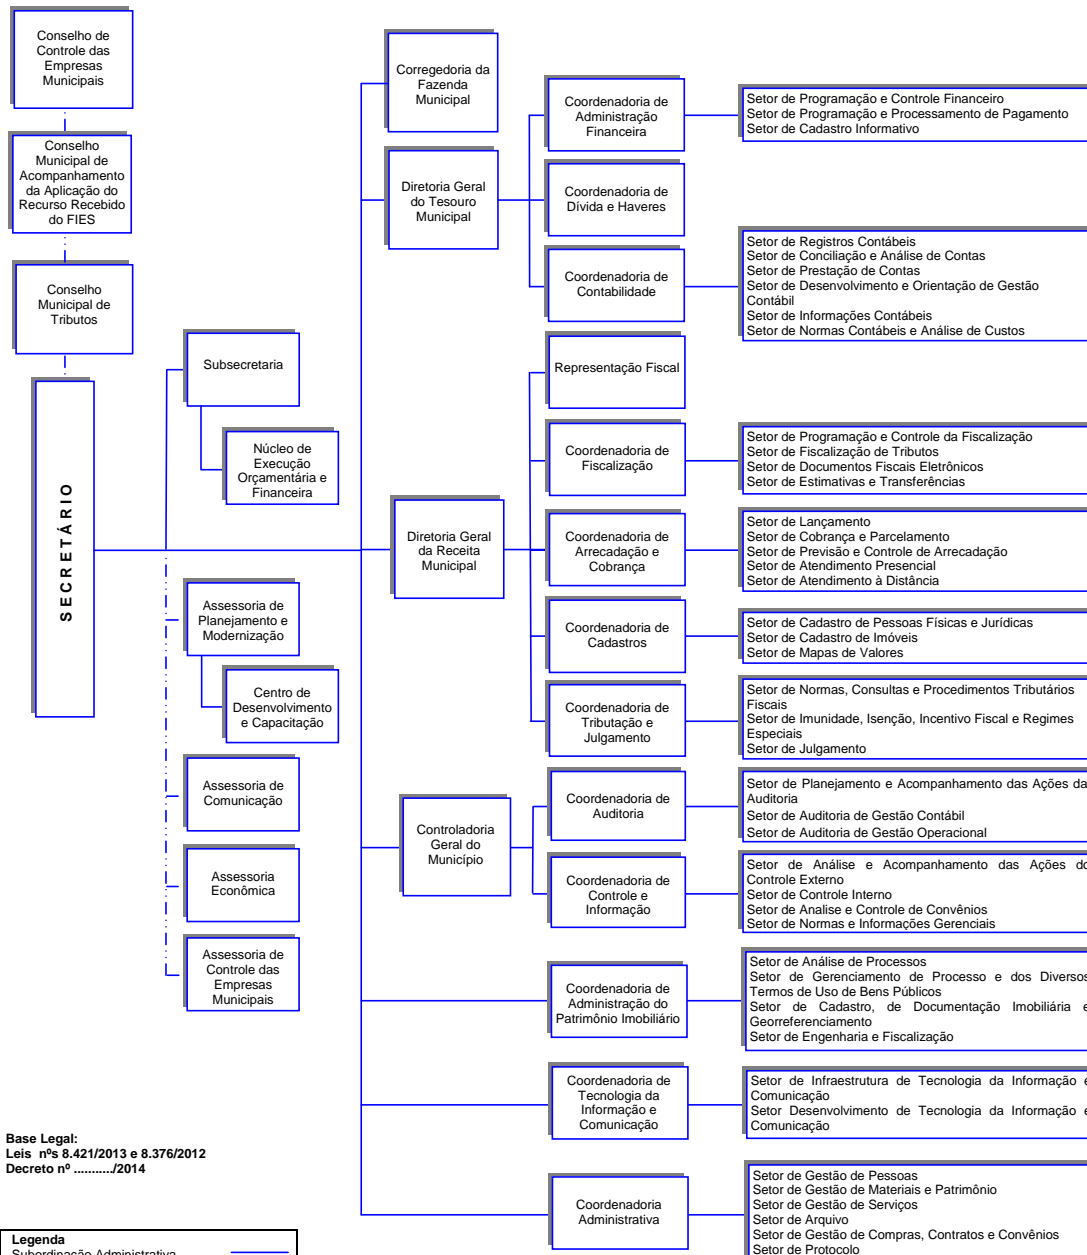 Conselho de
Controle das
Empresas
Municipais
Conselho
Municipal de
Acompanhamento
da Aplicação do
Recurso Recebido
do FIES
Conselho
Municipal de
Tributos
SECRETÁRIO
Subsecretaria
Núcleo de
Execução
Orçamentária e
Financeira
Assessoria de
Planejamento e
Modernização
Centro de
Desenvolvimento
e Capacitação
Assessoria de
Comunicação
Assessoria
Econômica
Assessoria de
Controle das
Empresas
Municipais
Corregedoria da
Fazenda
Municipal
Diretoria Geral
do Tesouro
Municipal
Coordenadoria de
Administração
Financeira
Setor de Programação e Controle Financeiro
Setor de Programação e Processamento de Pagamento
Setor de Cadastro Informativo
Coordenadoria de
Dívida e Haveres
Coordenadoria de
Contabilidade
Setor de Registros Contábeis
Setor de Conciliação e Análise de Contas
Setor de Prestação de Contas
Setor de Desenvolvimento e Orientação de Gestão
Contábil
Setor de Informações Contábeis
Setor de Normas Contábeis e Análise de Custos
Diretoria Geral
da Receita
Municipal
Representação Fiscal
Coordenadoria de
Fiscalização
Setor de Programação e Controle da Fiscalização
Setor de Fiscalização de Tributos
Setor de Documentos Fiscais Eletrônicos
Setor de Estimativas e Transferências
Coordenadoria de
Arrecadação e
Cobrança
Setor de Lançamento
Setor de Cobrança e Parcelamento
Setor de Previsão e Controle de Arrecadação
Setor de Atendimento Presencial
Setor de Atendimento à Distância
Coordenadoria de
Cadastros
Setor de Cadastro de Pessoas Físicas e Jurídicas
Setor de Cadastro de Imóveis
Setor de Mapas de Valores
Coordenadoria de
Tributação e
Julgamento
Setor de Normas, Consultas e Procedimentos Tributários
Fiscais
Setor de Imunidade, Isenção, Incentivo Fiscal e Regimes
Especiais
Setor de Julgamento
Controladoria
Geral do
Município
Coordenadoria de
Auditoria
Setor de Planejamento e Acompanhamento das Ações da
Auditoria
Setor de Auditoria de Gestão Contábil
Setor de Auditoria de Gestão Operacional
Coordenadoria de
Controle e
Informação
Setor de Análise e Acompanhamento das Ações do
Controle Externo
Setor de Controle Interno
Setor de Analise e Controle de Convênios
Setor de Normas e Informações Gerenciais
Coordenadoria de
Administração do
Patrimônio Imobiliário
Setor de Análise de Processos
Setor de Gerenciamento de Processo e dos Diversos
Termos de Uso de Bens Públicos
Setor de Cadastro, de Documentação Imobiliária e
Georreferenciamento
Setor de Engenharia e Fiscalização
Coordenadoria de
Tecnologia da
Informação e
Comunicação
Setor de Infraestrutura de Tecnologia da Informação e
Comunicação
Setor Desenvolvimento de Tecnologia da Informação e
Comunicação
Coordenadoria
Administrativa
Setor de Gestão de Pessoas
Setor de Gestão de Materiais e Patrimônio
Setor de Gestão de Serviços
Setor de Arquivo
Setor de Gestão de Compras, Contratos e Convênios
Setor de Protocolo
Base Legal:
Leis nºs 8.421/2013 e 8.376/2012
Decreto nº .........../2014
Legenda
Subordinação Administrativa